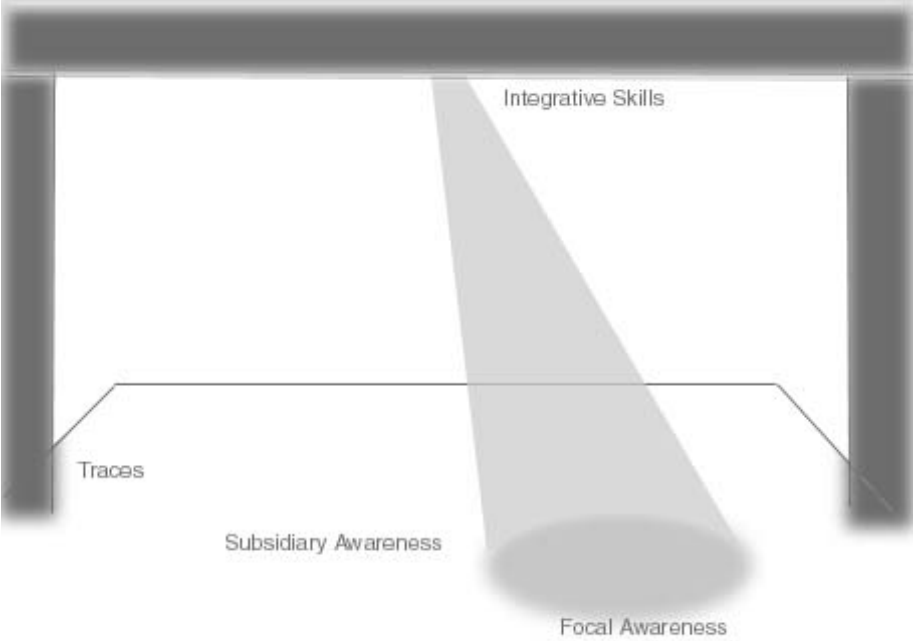 Integrative Skills
Traces
Subsidiary Awareness
Focal Awareness